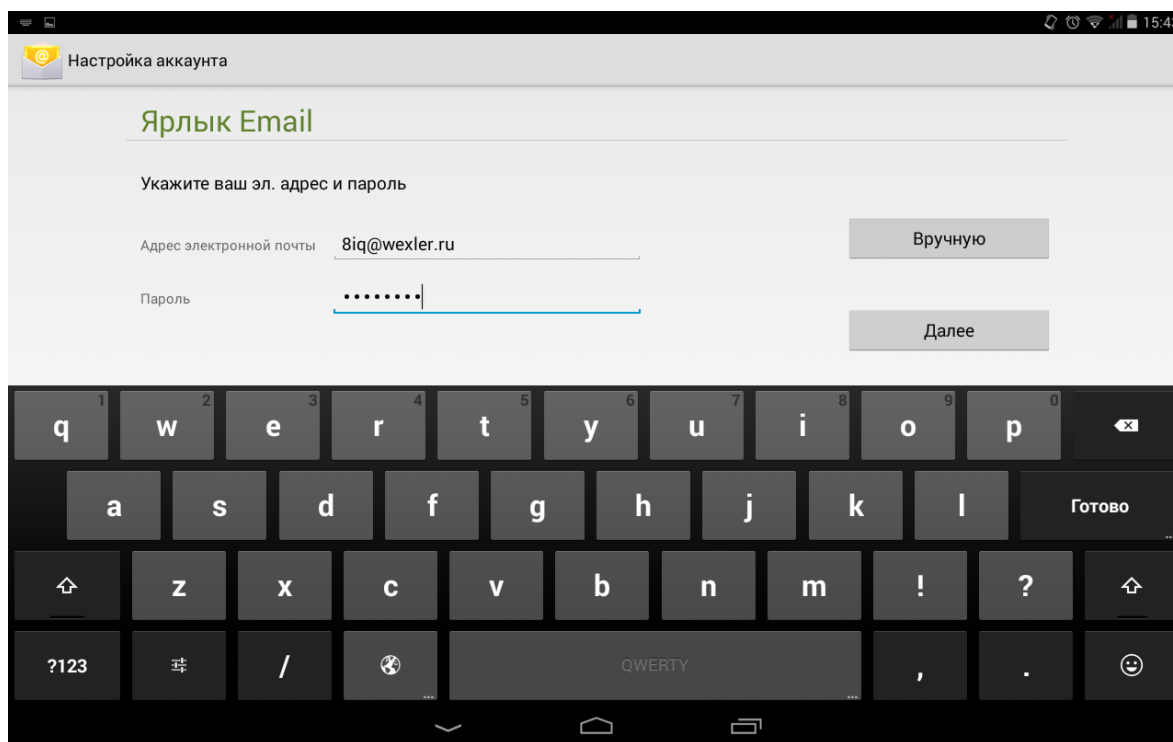 15:43
Настройка аккаунта
Ярлык Email
Укажите ваш эл. адрес и пароль
Адрес электронной почты 8iq@wexler.ru Вручную
Пароль ••••••••
Далее
1 2 3 4 5 6 7 8 9 0
q w e r t y u i o p
a s d f g h j k l Готово
z x c v b n m ! ?
?123 / QWERTY , .